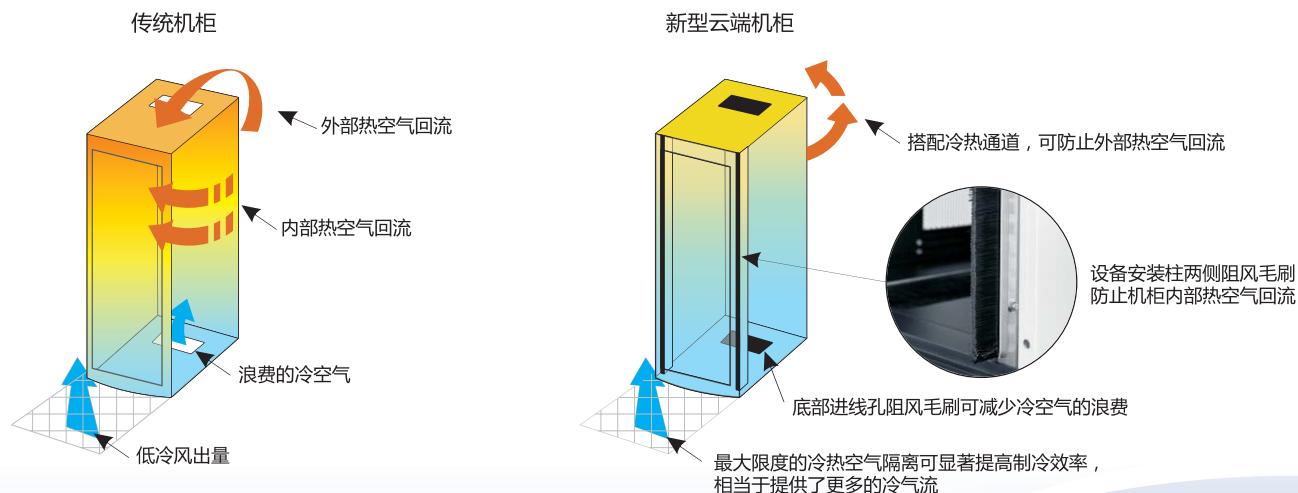 传统机柜
外部热空气回流
内部热空气回流
浪费的冷空气
低冷风出量
新型云端机柜
搭配冷热通道，可防止外部热空气回流
设备安装柱两侧阻风毛刷
防止机柜内部热空气回流
底部进线孔阻风毛刷可减少冷空气的浪费
最大限度的冷热空气隔离可显著提高制冷效率，
相当于提供了更多的冷气流